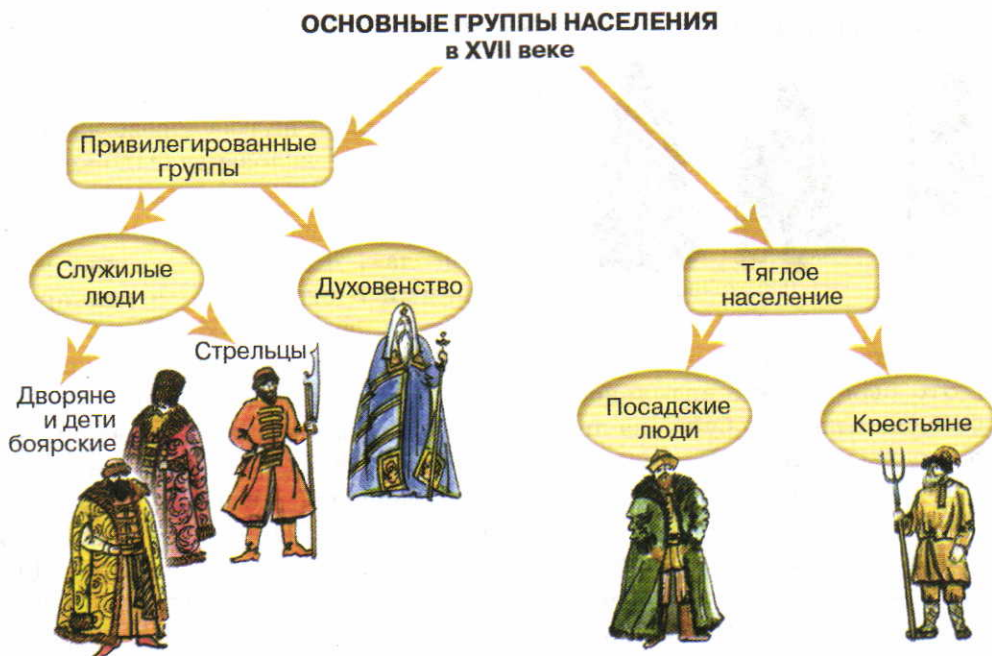 ОСНОВНЫЕ ГРУППЫ НАСЕЛЕНИЯ
в XVII веке
Привилегированные
группы
Служилые
люди
Духовенство
Стрельцы
Дворяне
и дети
боярские
Тяглое
население
Посадские
люди
Крестьяне